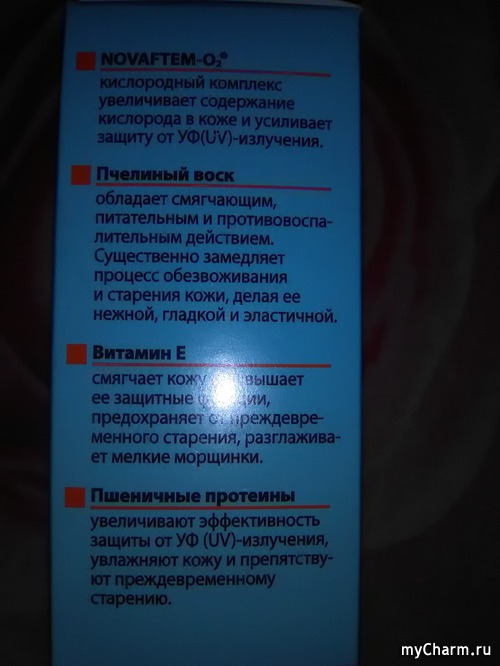 NOVAFTEM-O₂®
кислородный комплекс
увеличивает содержание
кислорода в коже и усиливает
защиту от УФ(UV)-излучения.
Пчелиный воск
обладает смягчающим,
питательным и противовоспа-
лительным действием.
Существенно замедляет
процесс обезвоживания
и старения кожи, делая ее
нежной, гладкой и эластичной.
Витамин Е
смягчает кожу
ее защитные
предохраняет от преждевре-
менного старения, разглажива-
ет мелкие морщинки.
Пшеничные протеины
увеличивают эффективность
защиты от УФ (UV)-излучения,
увлажняют кожу и препятству-
ют преждевременному
старению.
myCharm.ru